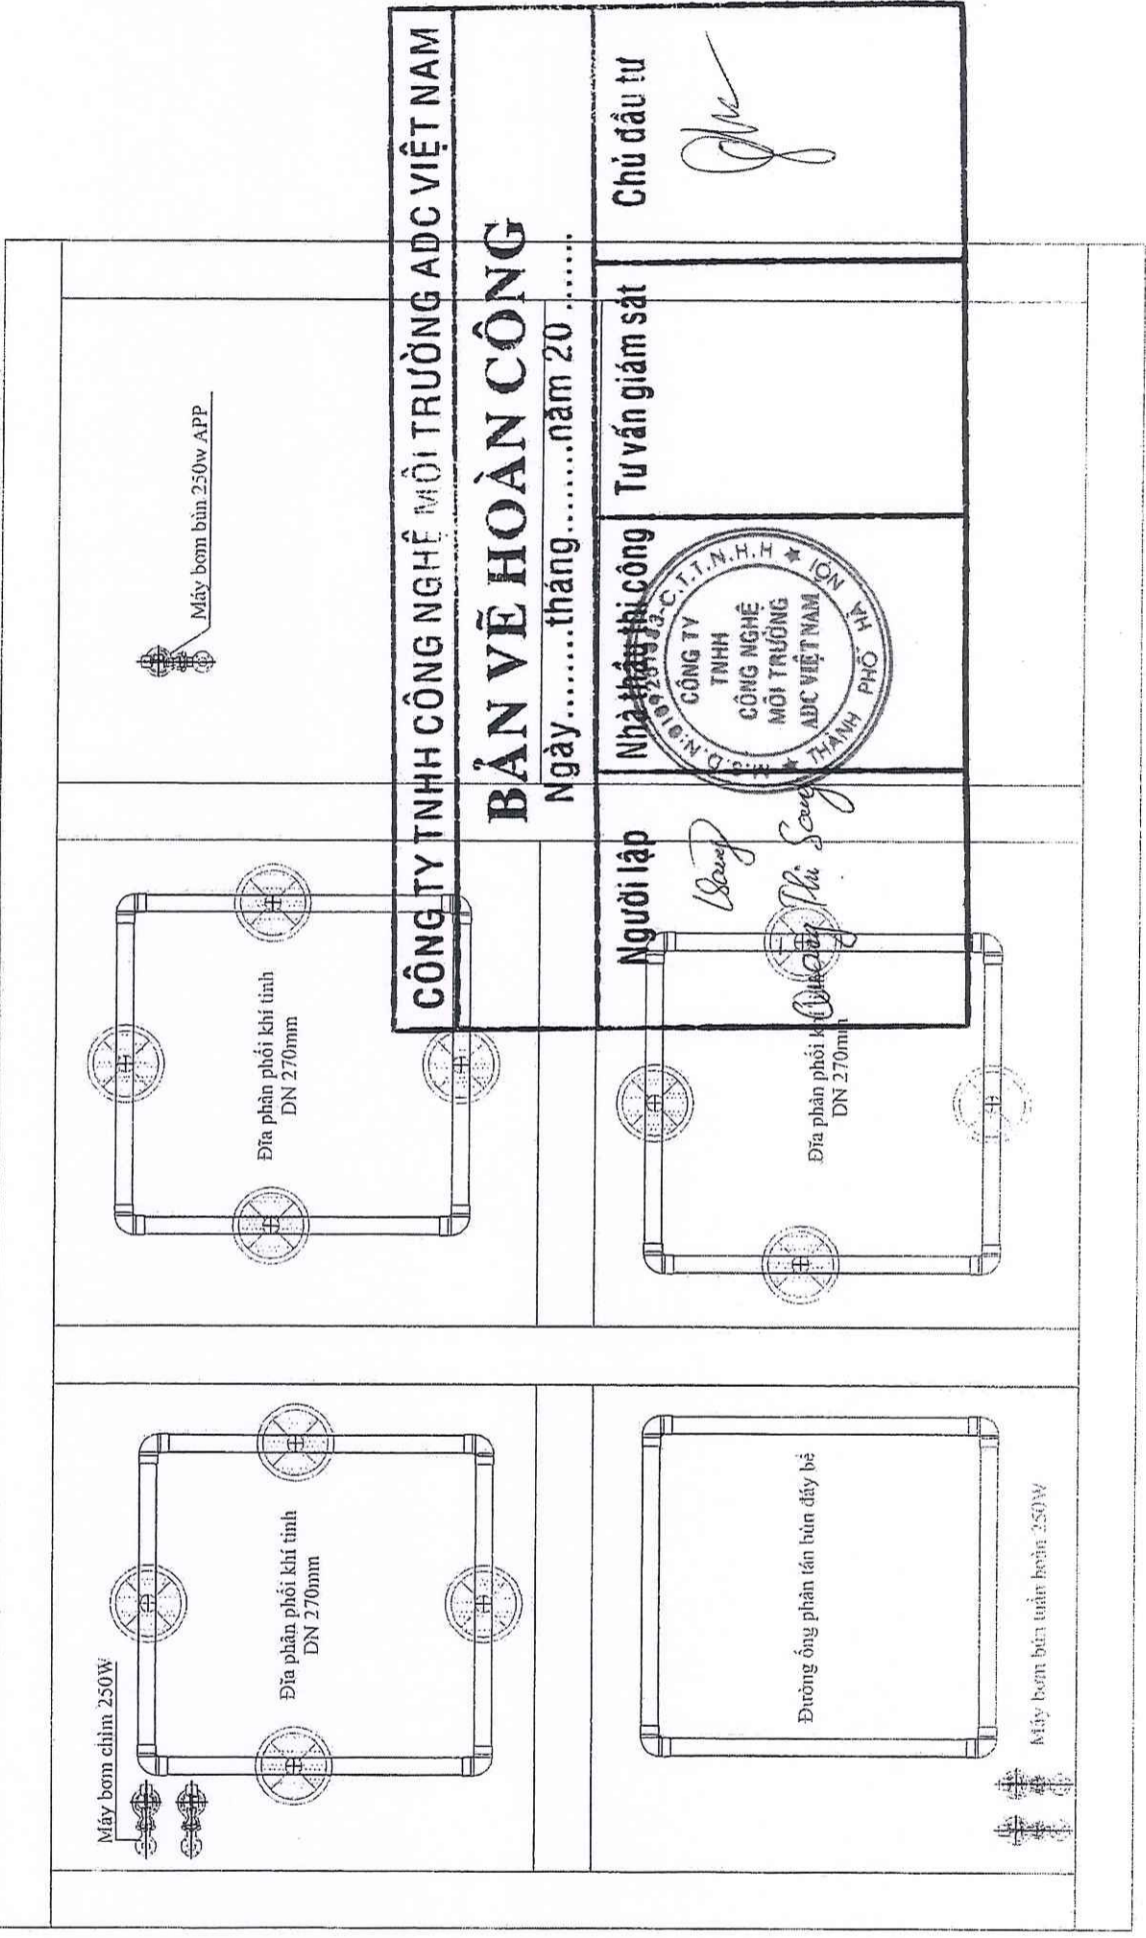 CÔNG TY TNHH CÔNG NGHỆ MÔI TRƯỜNG ADC VIỆT NAM
BẢN VẼ HOÀN CÔNG
Ngày.........tháng.........năm 20.......
Người lập
Nhà thầu thi công
Tư vấn giám sát
Chủ đầu tư
Quang Phi Sang
C.T.T.N.H.H
CÔNG TY
TNHH
CÔNG NGHỆ
MÔI TRƯỜNG
ADC VIỆT NAM
THÀNH PHỐ HÀ NỘI
Máy bơm chìm 250W
Đĩa phân phối khí tinh
DN 270mm
Đĩa phân phối khí tinh
DN 270mm
Máy bơm bùn 250w APP
Đường ống phân tán bùn đáy bể
Máy bơm bùn tuần hoàn 250W
Đĩa phân phối
DN 270mm